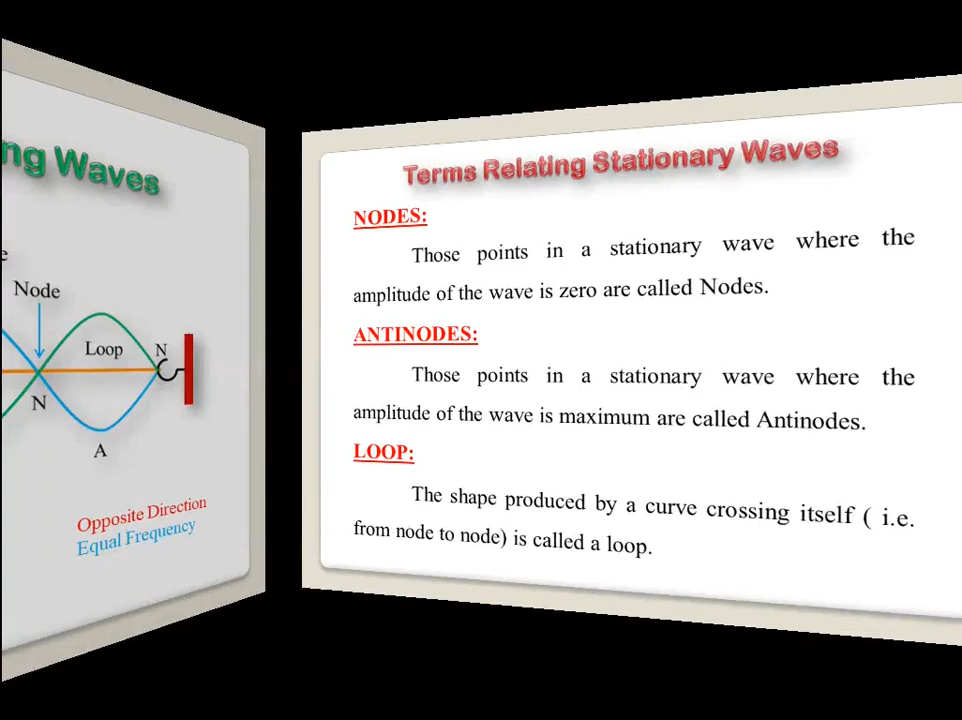 ng Waves
e
Node
Loop
N
N
A
Opposite Direction
Equal Frequency
Terms Relating Stationary Waves
NODES:
Those points in a stationary wave where the
amplitude of the wave is zero are called Nodes.
ANTINODES:
Those points in a stationary wave where the
amplitude of the wave is maximum are called Antinodes.
LOOP:
The shape produced by a curve crossing itself ( i.e.
from node to node) is called a loop.